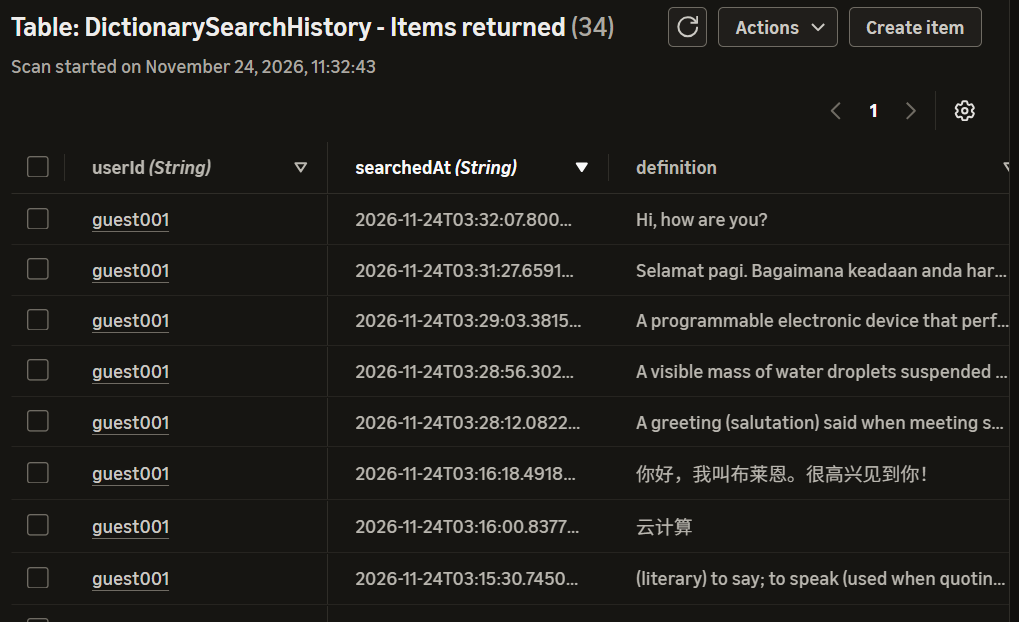 Table: DictionarySearchHistory - Items returned (34)
Actions
Create item
Scan started on November 24, 2026, 11:32:43
1
userId (String) searchedAt (String) definition
guest001 2026-11-24T03:32:07.800... Hi, how are you?
guest001 2026-11-24T03:31:27.6591... Selamat pagi. Bagaimana keadaan anda har...
guest001 2026-11-24T03:29:03.3815... A programmable electronic device that perf...
guest001 2026-11-24T03:28:56.302... A visible mass of water droplets suspended ...
guest001 2026-11-24T03:28:12.0822... A greeting (salutation) said when meeting s...
guest001 2026-11-24T03:16:18.4918... 你好，我叫布莱恩。很高兴见到你！
guest001 2026-11-24T03:16:00.8377... 云计算
guest001 2026-11-24T03:15:30.7450... (literary) to say; to speak (used when quotin...